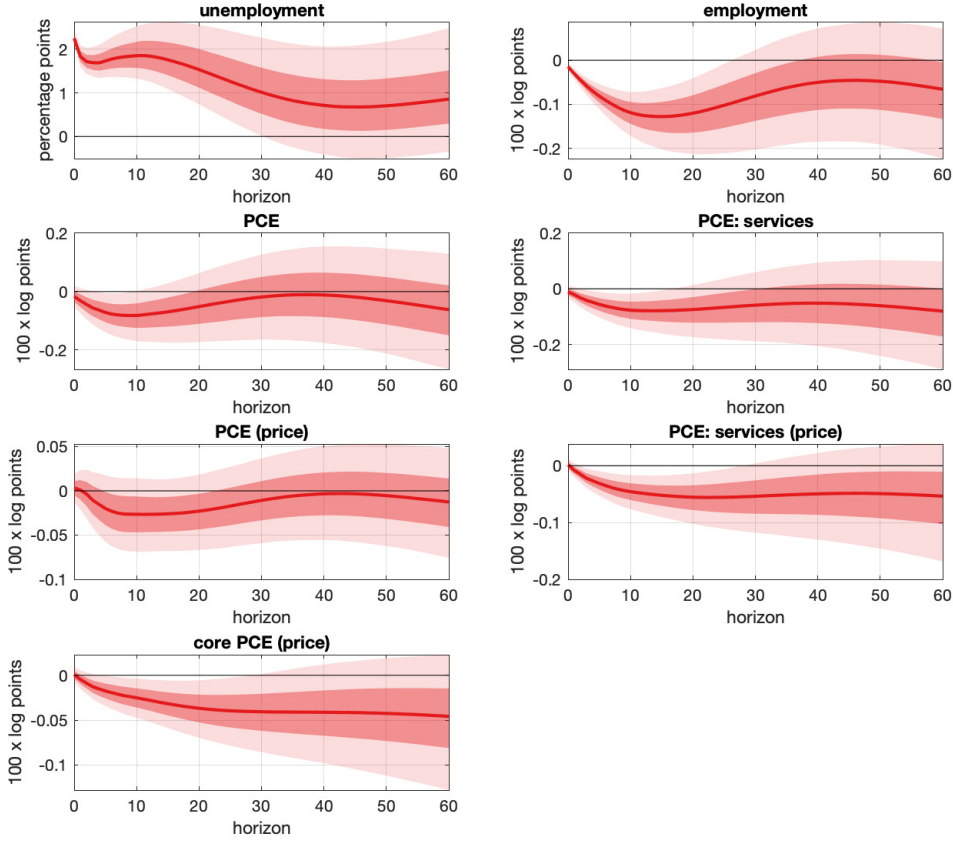 unemployment
percentage points
2
1
0
0 10 20 30 40 50 60
horizon
employment
100 x log points
0
-0.1
-0.2
0 10 20 30 40 50 60
horizon
PCE
100 x log points
0.2
0
-0.2
0 10 20 30 40 50 60
horizon
PCE: services
100 x log points
0.2
0
-0.2
0 10 20 30 40 50 60
horizon
PCE (price)
100 x log points
0.05
0
-0.05
-0.1
0 10 20 30 40 50 60
horizon
PCE: services (price)
100 x log points
0
-0.1
-0.2
0 10 20 30 40 50 60
horizon
core PCE (price)
100 x log points
0
-0.05
-0.1
0 10 20 30 40 50 60
horizon